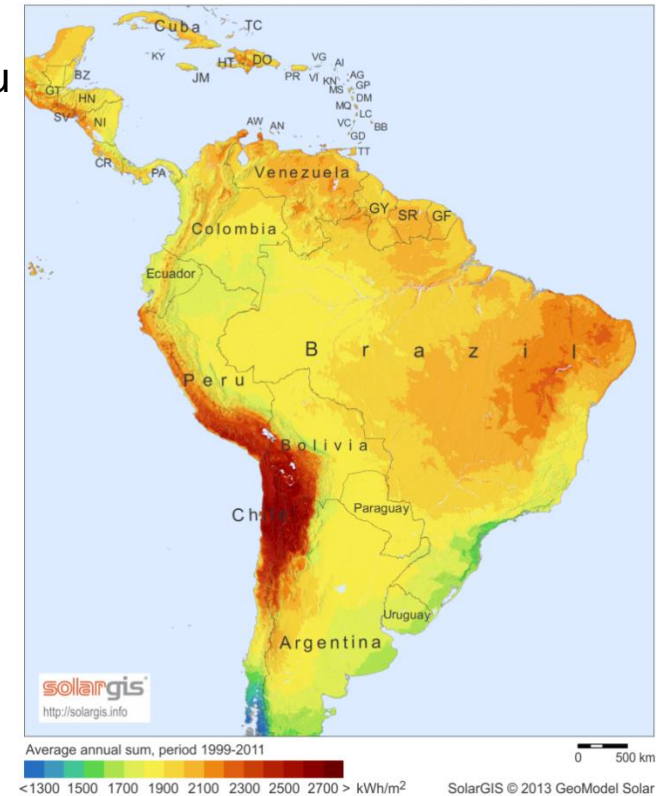 u
Cuba
TC
KY
HT
DO
JM
PR
VG
VI
AI
KN
AG
MS
GP
DM
MQ
LC
VC
BB
GD
TT
AW
AN
BZ
GT
HN
SV
NI
CR
PA
Venezuela
GY
SR
GF
Colombia
Ecuador
Brazil
Peru
Bolivia
Chile
Paraguay
Uruguay
Argentina
solargis
http://solargis.info
Average annual sum, period 1999-2011
0 500 km
<1300 1500 1700 1900 2100 2300 2500 2700 > kWh/m²
SolarGIS © 2013 GeoModel Solar